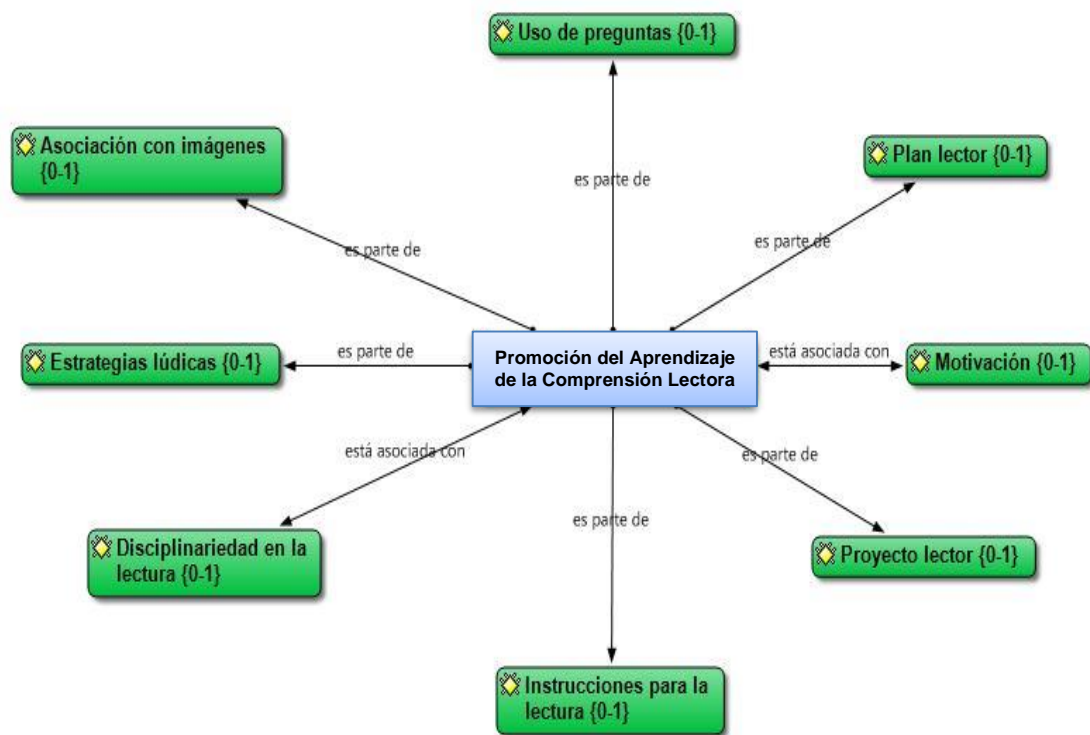 Uso de preguntas {0-1}
Asociación con imágenes
{0-1}
Plan lector {0-1}
es parte de
es parte de
es parte de
Estrategias lúdicas {0-1}
es parte de
Promoción del Aprendizaje
de la Comprensión Lectora
está asociada con
Motivación {0-1}
está asociada con
es parte de
es parte de
Disciplinariedad en la
lectura {0-1}
Proyecto lector {0-1}
Instrucciones para la
lectura {0-1}